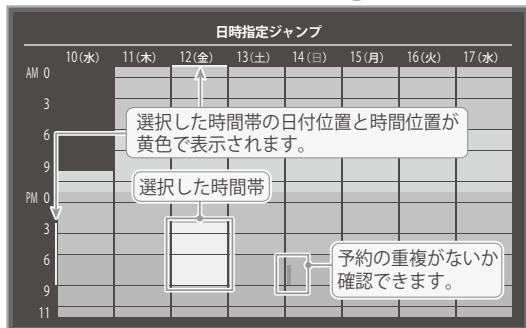 日時指定ジャンプ
10(水) 11(木) 12(金) 13(土) 14(日) 15(月) 16(火) 17(水)
AM 0
3
選択した時間帯の日付位置と時間位置が
6
黄色で表示されます。
9
選択した時間帯
PM 0
3
予約の重複がないか
6
確認できます。
9
11